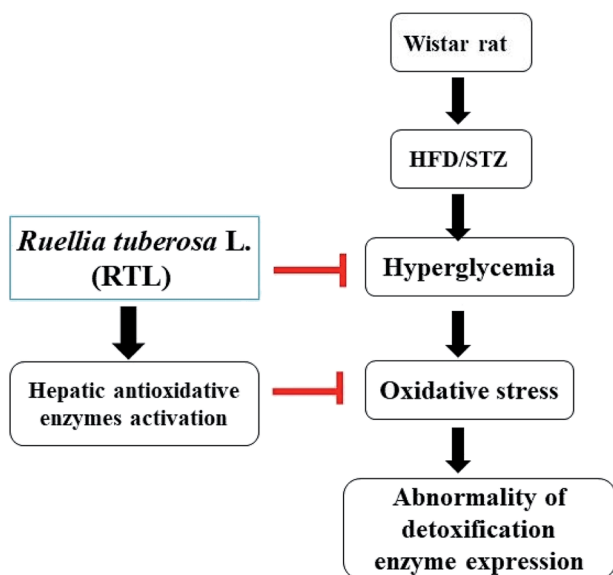 Wistar rat
HFD/STZ
Ruellia tuberosa L.
(RTL)
Hyperglycemia
Hepatic antioxidative
enzymes activation
Oxidative stress
Abnormality of
detoxification
enzyme expression